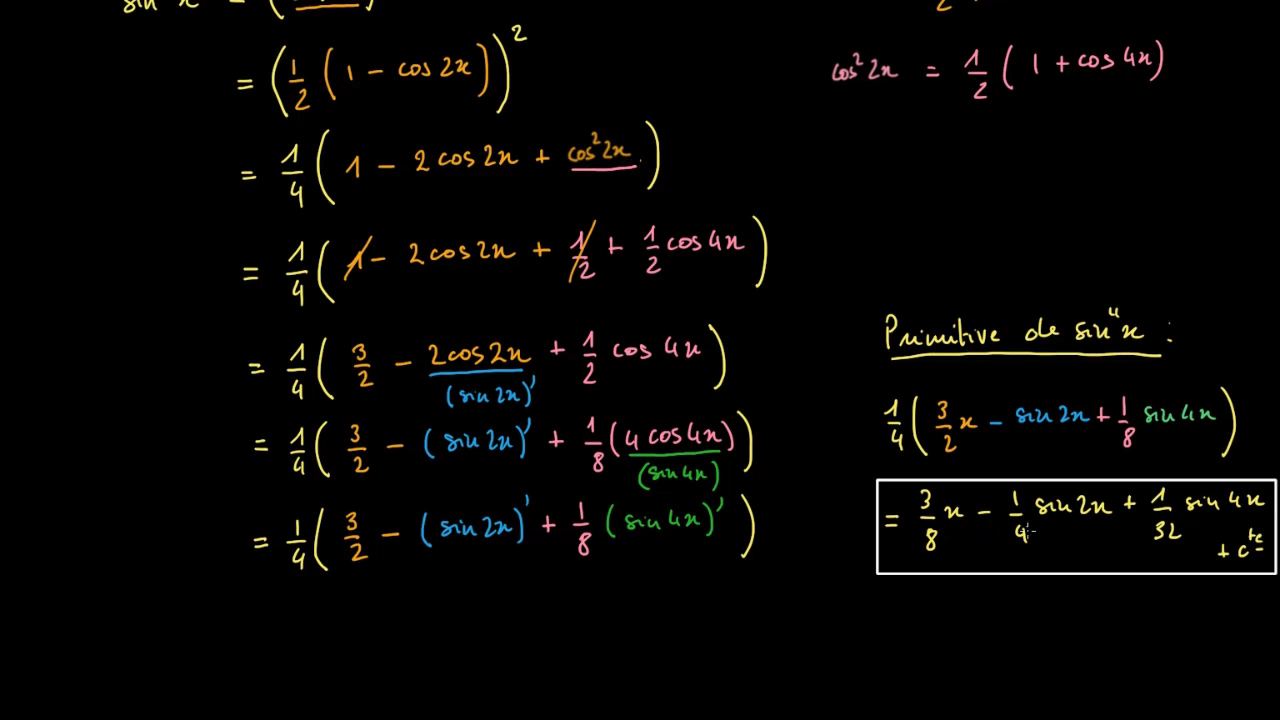 = (1/2 (1 - cos 2x))²
cos² 2x = 1/2 (1 + cos 4x)
= 1/4 (1 - 2 cos 2x + cos² 2x)
= 1/4 (1 - 2 cos 2x + 1/2 + 1/2 cos 4x)
= 1/4 (3/2 - 2 cos 2x + 1/2 cos 4x)
(sin 2x)'
= 1/4 (3/2 - (sin 2x)' + 1/8 (4 cos 4x))
(sin 4x)
= 1/4 (3/2 - (sin 2x)' + 1/8 (sin 4x)')
Primitive de sin⁴x :
1/4 (3/2 x - sin 2x + 1/8 sin 4x)
= 3/8 x - 1/4 sin 2x + 1/32 sin 4x
+ cte